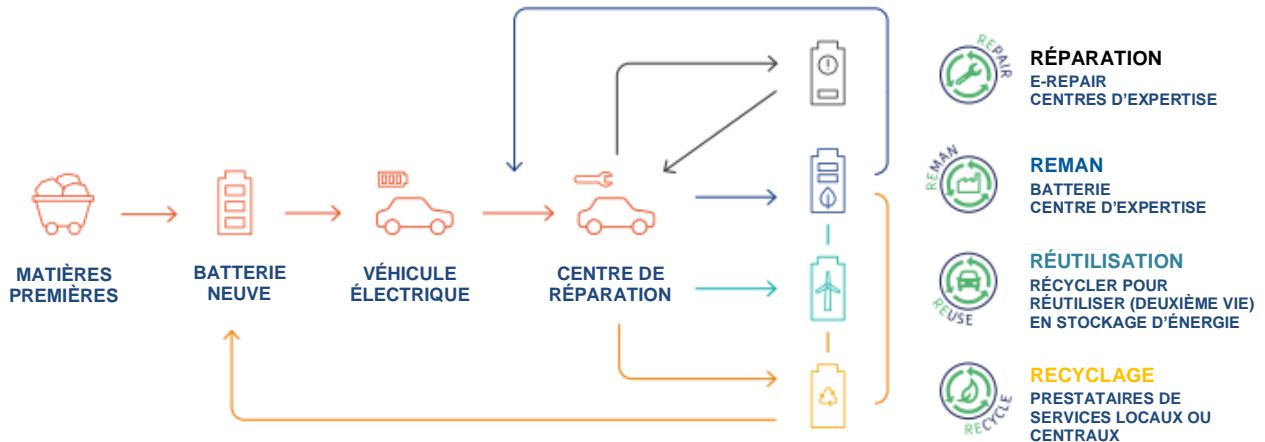 MATIÈRES
PREMIÈRES
BATTERIE
NEUVE
VÉHICULE
ÉLECTRIQUE
CENTRE DE
RÉPARATION
REPAIR
RÉPARATION
E-REPAIR
CENTRES D'EXPERTISE
REMAN
REMAN
BATTERIE
CENTRE D'EXPERTISE
REUSE
RÉUTILISATION
RÉCYCLER POUR
RÉUTILISER (DEUXIÈME VIE)
EN STOCKAGE D'ÉNERGIE
RECYCLE
RECYCLAGE
PRESTATAIRES DE
SERVICES LOCAUX OU
CENTRAUX